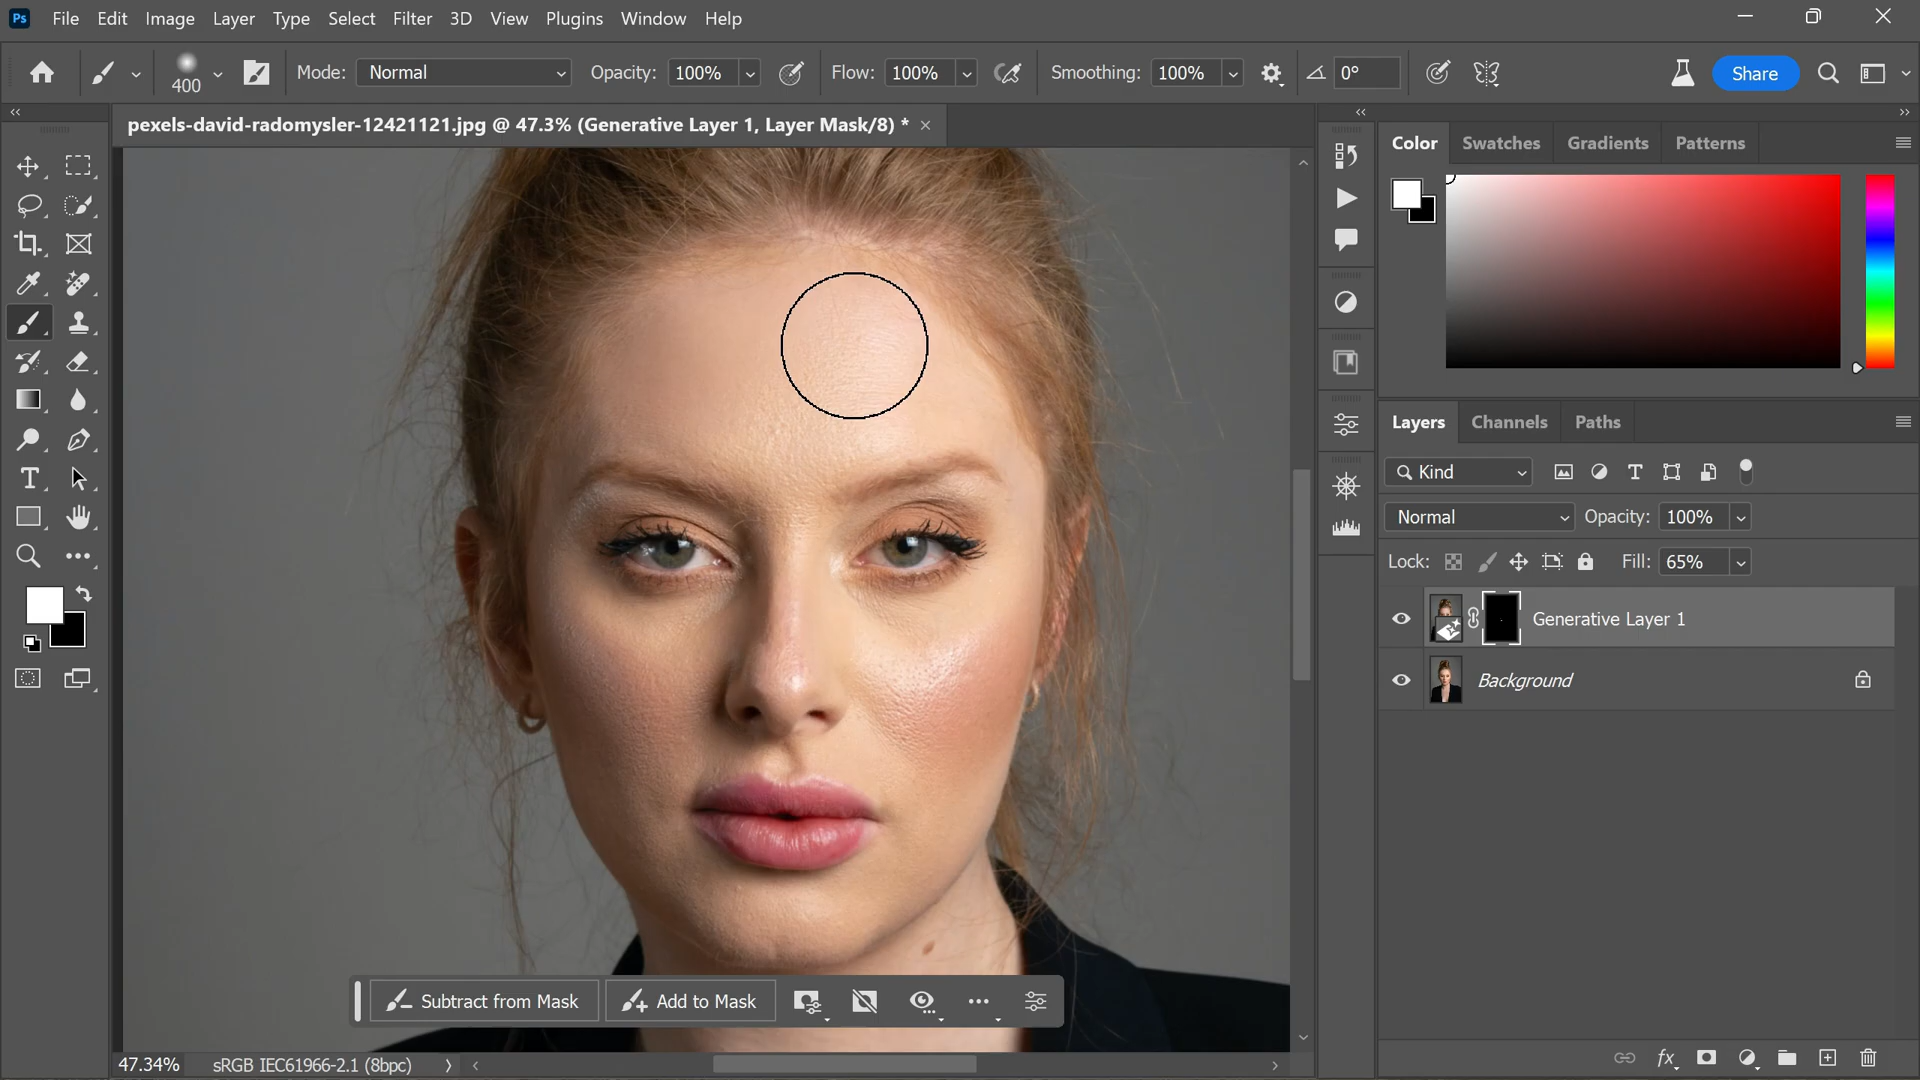 Ps File Edit Image Layer Type Select Filter 3D View Plugins Window Help
400 Mode: Normal Opacity: 100% Flow: 100% Smoothing: 100% 0° Share
pexels-david-radomysler-12421121.jpg @ 47.3% (Generative Layer 1, Layer Mask/8) *
Color Swatches Gradients Patterns
Layers Channels Paths
Kind
Normal Opacity: 100%
Lock: Fill: 65%
Generative Layer 1
Background
Subtract from Mask Add to Mask
47.34% sRGB IEC61966-2.1 (8bpc)